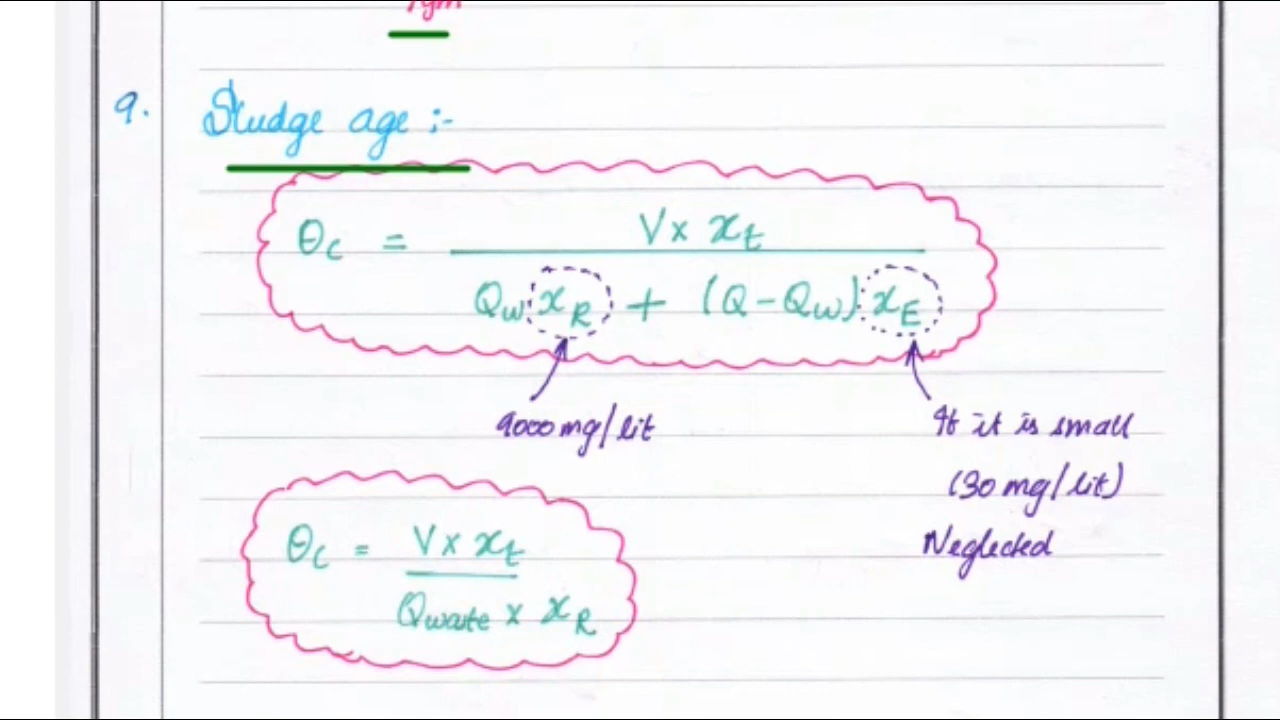 9. Sludge age :-
θc = V × xt / Qw xR + (Q - Qw) xE
9000 mg/lit
If it is small
(30 mg/lit)
Neglected
θc = V × xt / Qwaste × xR